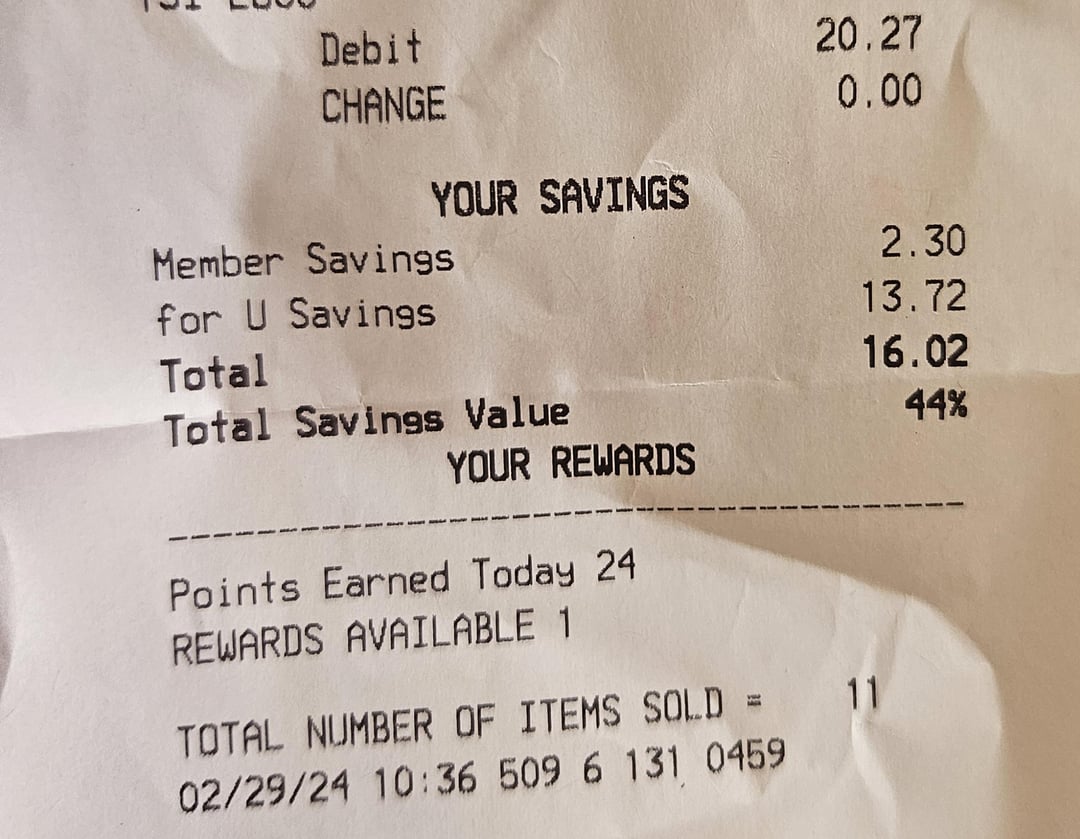 Debit 20.27
CHANGE 0.00
YOUR SAVINGS
Member Savings 2.30
for U Savings 13.72
Total 16.02
Total Savings Value 44%
YOUR REWARDS
------------------------------------
Points Earned Today 24
REWARDS AVAILABLE 1
TOTAL NUMBER OF ITEMS SOLD = 11
02/29/24 10:36 509 6 131 0459